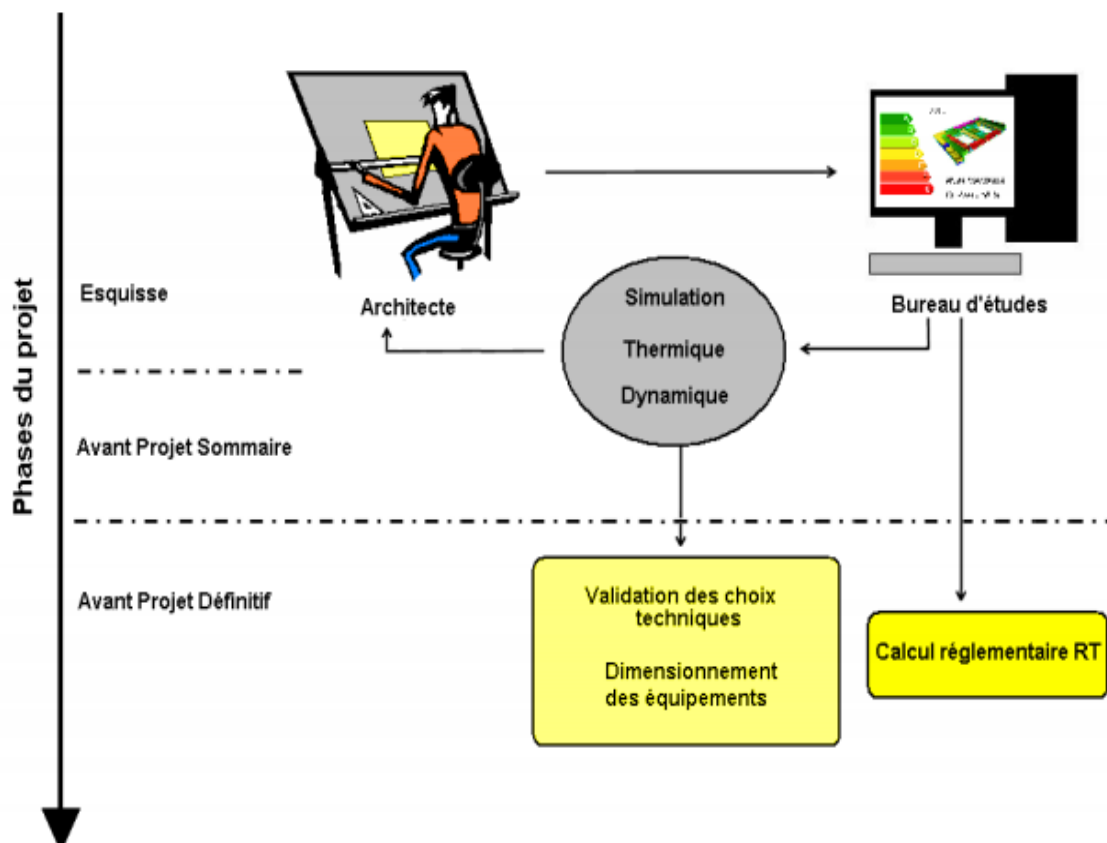 Phases du projet
Esquisse
Architecte
Simulation
Thermique
Dynamique
Bureau d'études
Avant Projet Sommaire
Avant Projet Définitif
Validation des choix
techniques
Dimensionnement
des équipements
Calcul réglementaire RT